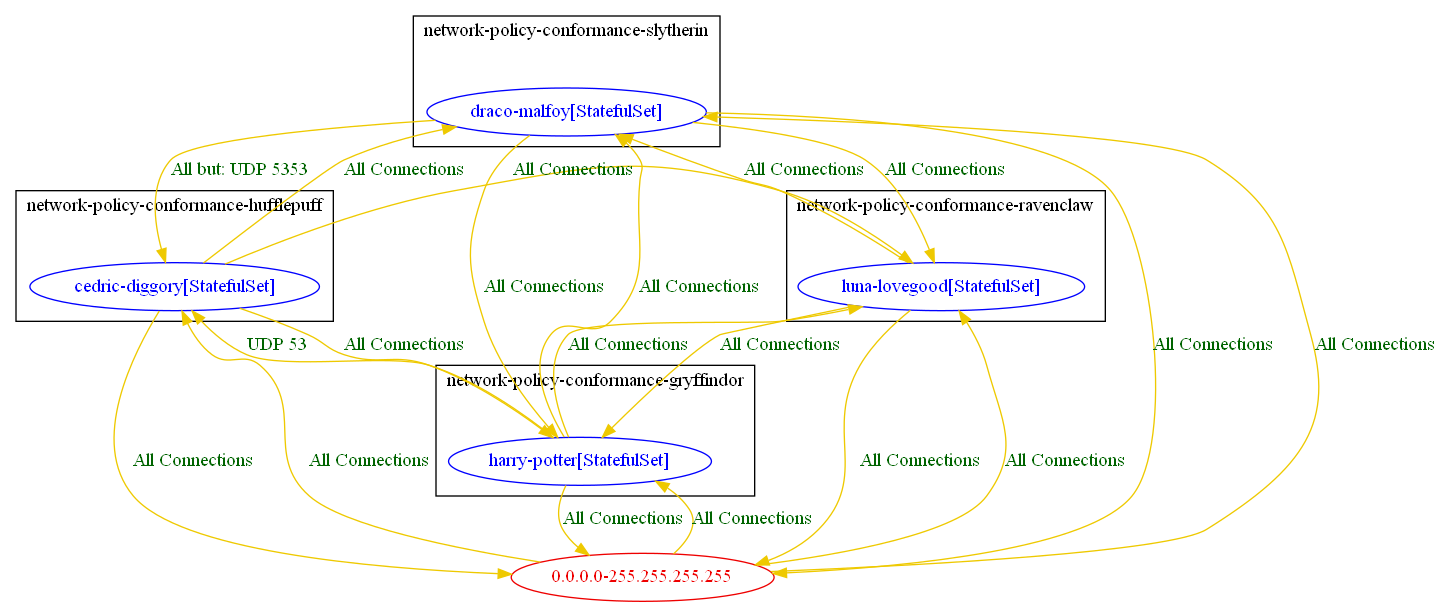 network-policy-conformance-slytherin
draco-malfoy[StatefulSet]
All but: UDP 5353
All Connections
All Connections
All Connections
All Connections
network-policy-conformance-hufflepuff
network-policy-conformance-ravenclaw
cedric-diggory[StatefulSet]
All Connections
All Connections
luna-lovegood[StatefulSet]
UDP 53
All Connections
All Connections
All Connections
All Connections
All Connections
network-policy-conformance-gryffindor
All Connections
All Connections
harry-potter[StatefulSet]
All Connections
All Connections
All Connections
All Connections
0.0.0.0-255.255.255.255